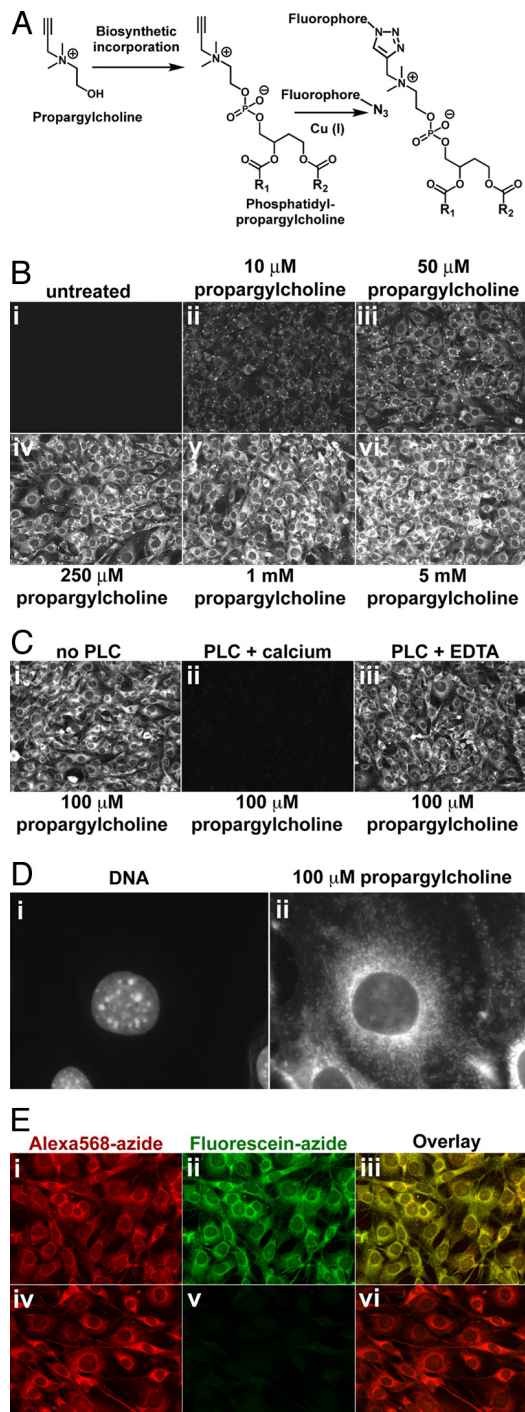 A
Biosynthetic
incorporation
N
⊕
OH
Propargylcholine
N
⊕
O
P
O
O ⊖
O
O
O
O
O
R1
R2
Phosphatidyl-
propargylcholine
Fluorophore
N3
Cu (I)
Fluorophore
N
N
N
N
⊕
O
P
O
O ⊖
O
O
O
O
O
R1
R2
B
untreated
10 µM
propargylcholine
50 µM
propargylcholine
i
ii
iii
iv
v
vi
250 µM
propargylcholine
1 mM
propargylcholine
5 mM
propargylcholine
C
no PLC
PLC + calcium
PLC + EDTA
i
ii
iii
100 µM
propargylcholine
100 µM
propargylcholine
100 µM
propargylcholine
D
DNA
100 µM propargylcholine
i
ii
E
Alexa568-azide
Fluorescein-azide
Overlay
i
ii
iii
iv
v
vi